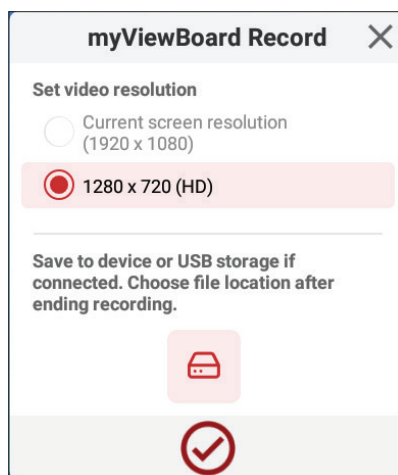 myViewBoard Record
Set video resolution
Current screen resolution
(1920 x 1080)
1280 x 720 (HD)
Save to device or USB storage if
connected. Choose file location after
ending recording.